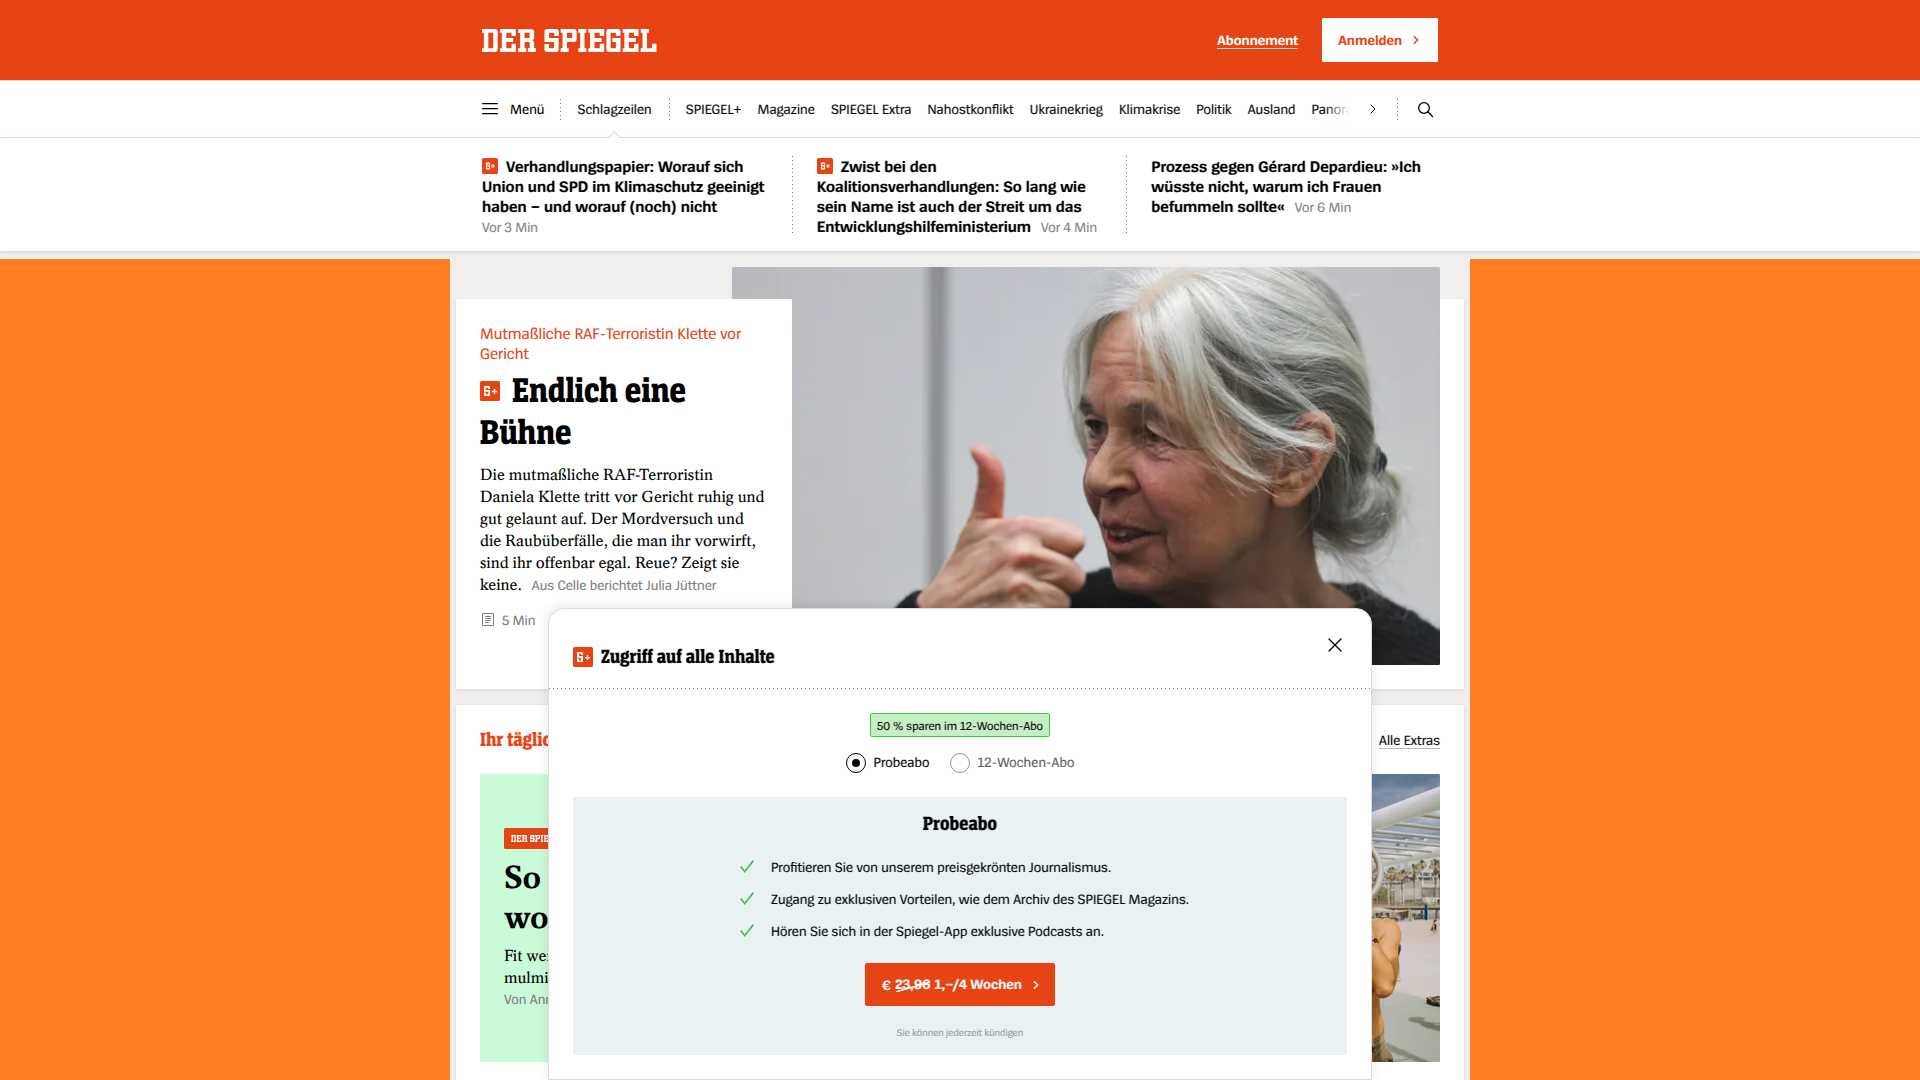 DER SPIEGEL
Abonnement
Anmelden
Menü
Schlagzeilen
SPIEGEL+
Magazine
SPIEGEL Extra
Nahostkonflikt
Ukrainekrieg
Klimakrise
Politik
Ausland
Verhandlungspapier: Worauf sich
Union und SPD im Klimaschutz geeinigt
haben – und worauf (noch) nicht
Vor 3 Min
Zwist bei den
Koalitionsverhandlungen: So lang wie
sein Name ist auch der Streit um das
Entwicklungshilfeministerium Vor 4 Min
Prozess gegen Gérard Depardieu: »Ich
wüsste nicht, warum ich Frauen
befummeln sollte« Vor 6 Min
Mutmaßliche RAF-Terroristin Klette vor
Gericht
Endlich eine
Bühne
Die mutmaßliche RAF-Terroristin
Daniela Klette tritt vor Gericht ruhig und
gut gelaunt auf. Der Mordversuch und
die Raubüberfälle, die man ihr vorwirft,
sind ihr offenbar egal. Reue? Zeigt sie
keine. Aus Celle berichtet Julia Jüttner
5 Min
Zugriff auf alle Inhalte
50 % sparen im 12-Wochen-Abo
Probeabo
12-Wochen-Abo
Probeabo
Profitieren Sie von unserem preisgekrönten Journalismus.
Zugang zu exklusiven Vorteilen, wie dem Archiv des SPIEGEL Magazins.
Hören Sie sich in der Spiegel-App exklusive Podcasts an.
€ 23,96 1,–/4 Wochen
Sie können jederzeit kündigen
Ihr
Alle Extras
DER
So
Fit
Von